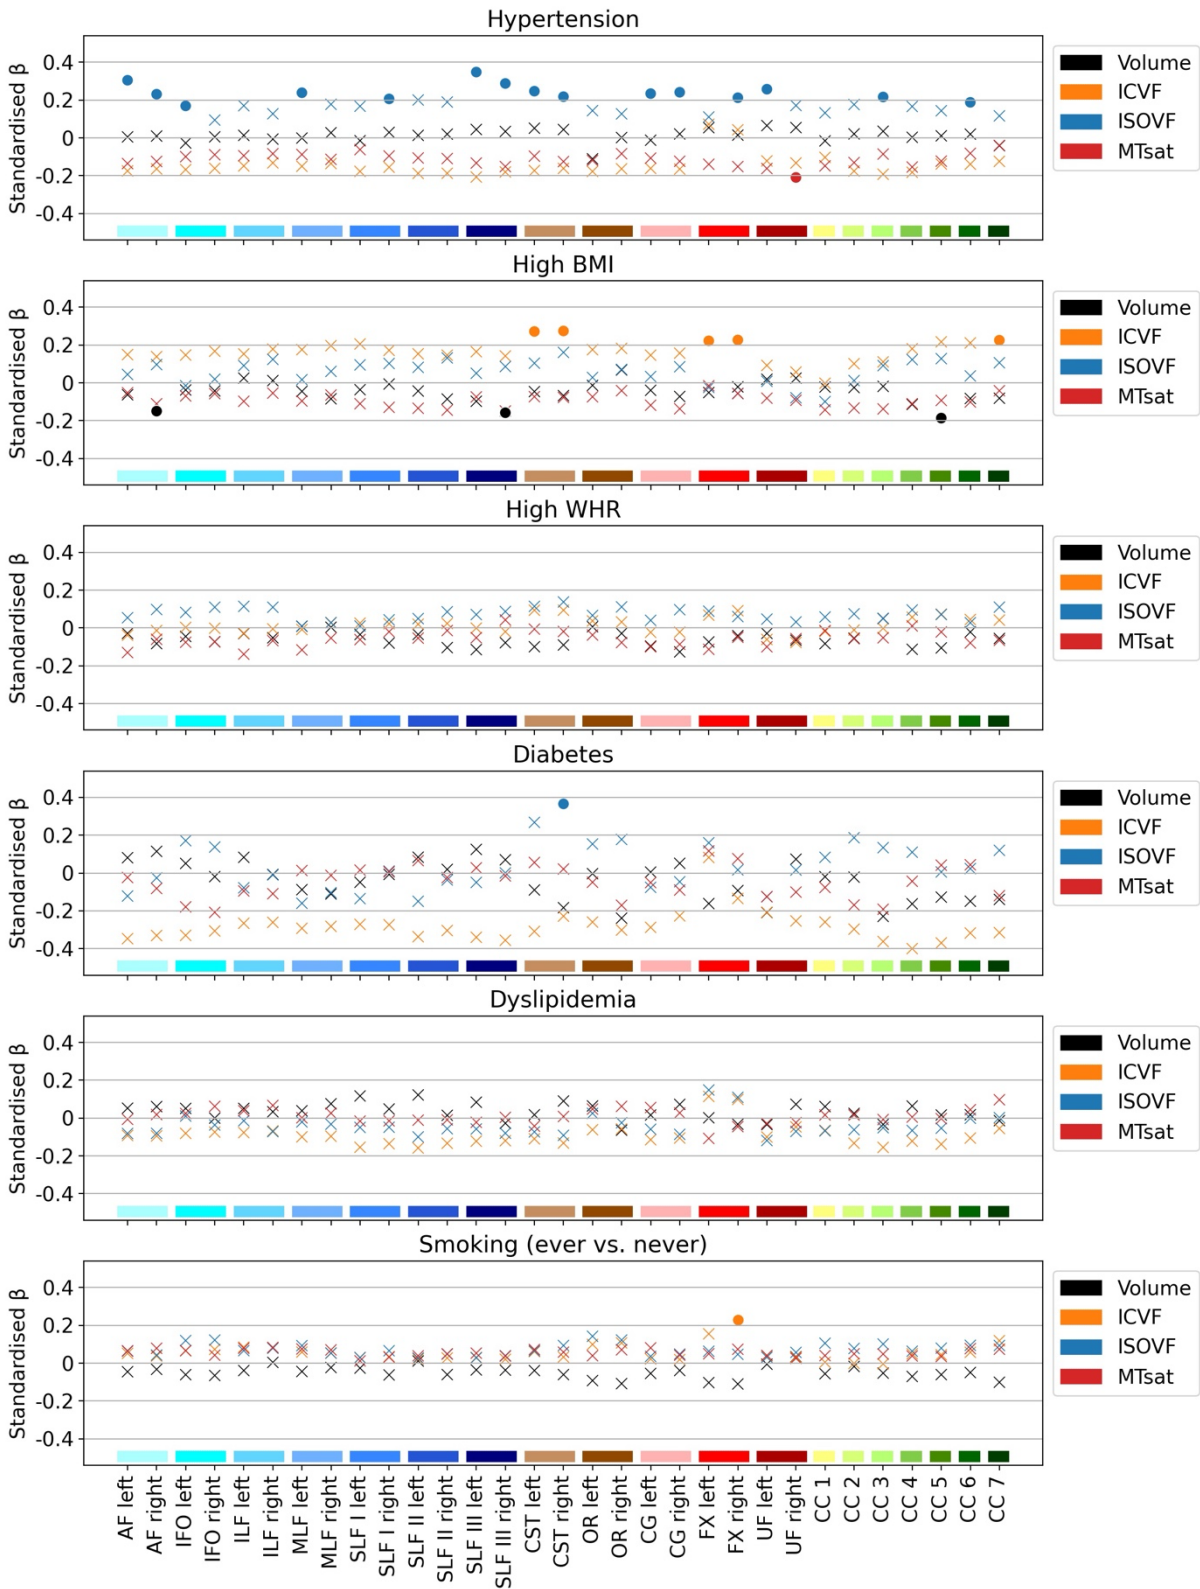 Hypertension
Standardised β
0.4
0.2
0
-0.2
-0.4
Volume
ICVF
ISOVF
MTsat
High BMI
Standardised β
0.4
0.2
0
-0.2
-0.4
Volume
ICVF
ISOVF
MTsat
High WHR
Standardised β
0.4
0.2
0
-0.2
-0.4
Volume
ICVF
ISOVF
MTsat
Diabetes
Standardised β
0.4
0.2
0
-0.2
-0.4
Volume
ICVF
ISOVF
MTsat
Dyslipidemia
Standardised β
0.4
0.2
0
-0.2
-0.4
Volume
ICVF
ISOVF
MTsat
Smoking (ever vs. never)
Standardised β
0.4
0.2
0
-0.2
-0.4
Volume
ICVF
ISOVF
MTsat
AF left
AF right
IFO left
IFO right
ILF left
ILF right
MLF left
MLF right
SLF I left
SLF I right
SLF II left
SLF II right
SLF III left
SLF III right
CST left
CST right
OR left
OR right
CG left
CG right
FX left
FX right
UF left
UF right
CC 1
CC 2
CC 3
CC 4
CC 5
CC 6
CC 7